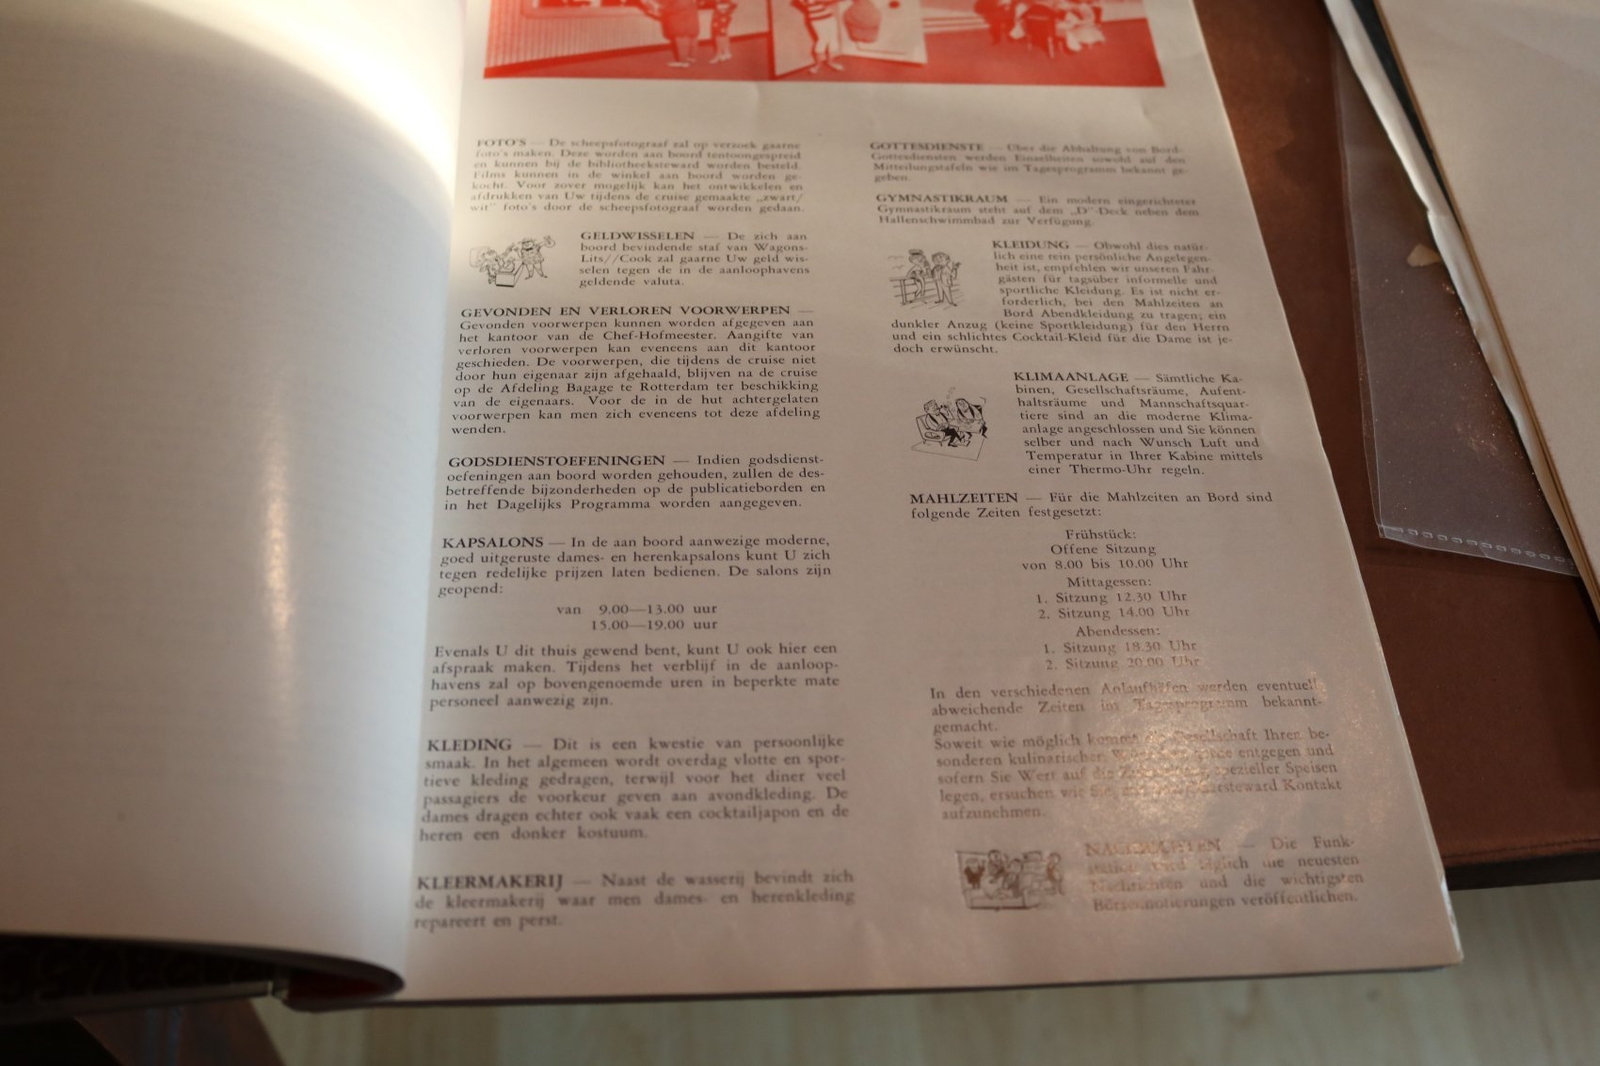 FOTO'S — De scheepsfotograaf zal op verzoek gaarne
foto's maken. Deze worden aan boord tentoongespreid
en kunnen bij de bibliotheeksteward worden besteld.
Films kunnen in de winkel aan boord worden ge-
kocht. Voor zover mogelijk kan het ontwikkelen en
afdrukken van Uw tijdens de cruise gemaakte „zwart/
wit" foto's door de scheepsfotograaf worden gedaan.
GELDWISSELEN — De zich aan
boord bevindende staf van Wagons-
Lits//Cook zal gaarne Uw geld wis-
selen tegen de in de aanloophavens
geldende valuta.
GEVONDEN EN VERLOREN VOORWERPEN —
Gevonden voorwerpen kunnen worden afgegeven aan
het kantoor van de Chef-Hofmeester. Aangifte van
verloren voorwerpen kan eveneens aan dit kantoor
geschieden. De voorwerpen, die tijdens de cruise niet
door hun eigenaar zijn afgehaald, blijven na de cruise
op de Afdeling Bagage te Rotterdam ter beschikking
van de eigenaars. Voor de in de hut achtergelaten
voorwerpen kan men zich eveneens tot deze afdeling
wenden.
GODSDIENSTOEFENINGEN — Indien godsdienst-
oefeningen aan boord worden gehouden, zullen de des-
betreffende bijzonderheden op de publicatieborden en
in het Dagelijks Programma worden aangegeven.
KAPSALONS — In de aan boord aanwezige moderne,
goed uitgeruste dames- en herenkapsalons kunt U zich
tegen redelijke prijzen laten bedienen. De salons zijn
geopend:
van 9.00—13.00 uur
15.00—19.00 uur
Evenals U dit thuis gewend bent, kunt U ook hier een
afspraak maken. Tijdens het verblijf in de aanloop-
havens zal op bovengenoemde uren in beperkte mate
personeel aanwezig zijn.
KLEDING — Dit is een kwestie van persoonlijke
smaak. In het algemeen wordt overdag vlotte en spor-
tieve kleding gedragen, terwijl voor het diner veel
passagiers de voorkeur geven aan avondkleding. De
dames dragen echter ook vaak een cocktailjapon en de
heren een donker kostuum.
KLEERMAKERIJ — Naast de wasserij bevindt zich
de kleermakerij waar men dames- en herenkleding
repareert en perst.
GOTTESDIENSTE — Über die Abhaltung von Bord-
Gottesdiensten werden Einzelheiten sowohl auf den
Mitteilungstafeln wie im Tagesprogramm bekannt ge-
geben.
GYMNASTIKRAUM — Ein modern eingerichteter
Gymnastikraum steht auf dem „D"-Deck neben dem
Hallenschwimmbad zur Verfügung.
KLEIDUNG — Obwohl dies natür-
lich eine rein persönliche Angelegen-
heit ist, empfehlen wir unseren Fahr-
gästen für tagsüber informelle und
sportliche Kleidung. Es ist nicht er-
forderlich, bei den Mahlzeiten an
Bord Abendkleidung zu tragen; ein
dunkler Anzug (keine Sportkleidung) für den Herrn
und ein schlichtes Cocktail-Kleid für die Dame ist je-
doch erwünscht.
KLIMAANLAGE — Sämtliche Ka-
binen, Gesellschaftsräume, Aufent-
haltsräume und Mannschaftsquar-
tiere sind an die moderne Klima-
anlage angeschlossen und Sie können
selber und nach Wunsch Luft und
Temperatur in Ihrer Kabine mittels
einer Thermo-Uhr regeln.
MAHLZEITEN — Für die Mahlzeiten an Bord sind
folgende Zeiten festgesetzt:
Frühstück:
Offene Sitzung
von 8.00 bis 10.00 Uhr
Mittagessen:
1. Sitzung 12.30 Uhr
2. Sitzung 14.00 Uhr
Abendessen:
1. Sitzung 18.30 Uhr
2. Sitzung 20.00 Uhr
In den verschiedenen Anlaufhäfen werden eventuell
abweichende Zeiten im Tagesprogramm bekannt-
gemacht.
Soweit wie möglich kommt die Gesellschaft Ihren be-
sonderen kulinarischen entgegen und
sofern Sie Wert auf die spezieller Speisen
legen, ersuchen wir Sie, Kontakt
aufzunehmen.
NACHRICHTEN — Die Funk-
station wird täglich die neuesten
Nachrichten und die wichtigsten
Börsennotierungen veröffentlichen.